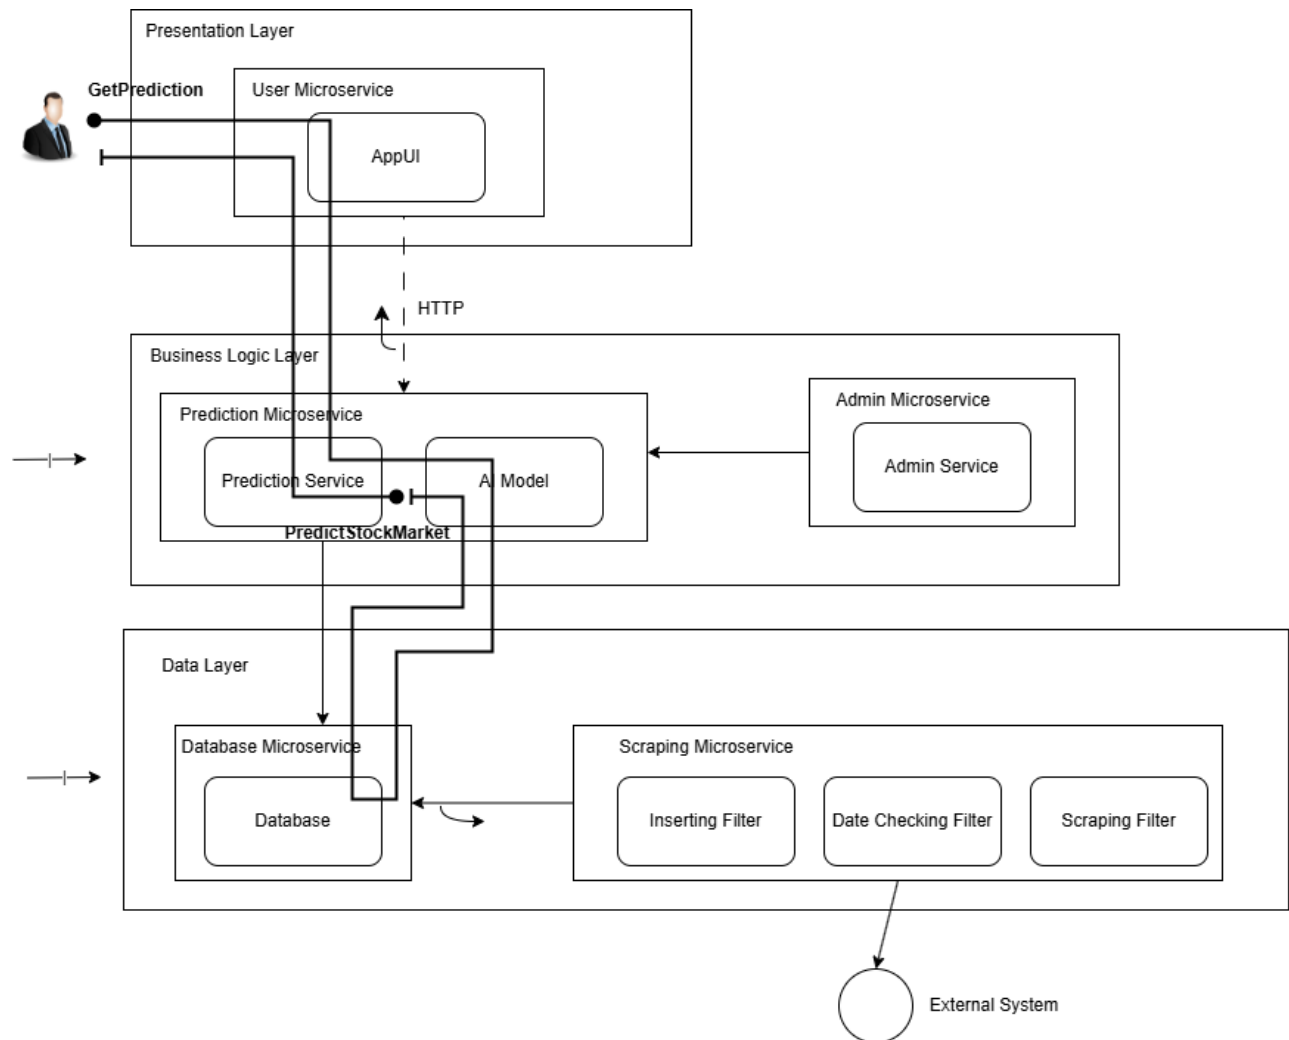 Presentation Layer
GetPrediction
User Microservice
AppUI
HTTP
Business Logic Layer
Prediction Microservice
Admin Microservice
Prediction Service
AI Model
Admin Service
PredictStockMarket
Data Layer
Database Microservice
Scraping Microservice
Database
Inserting Filter
Date Checking Filter
Scraping Filter
External System